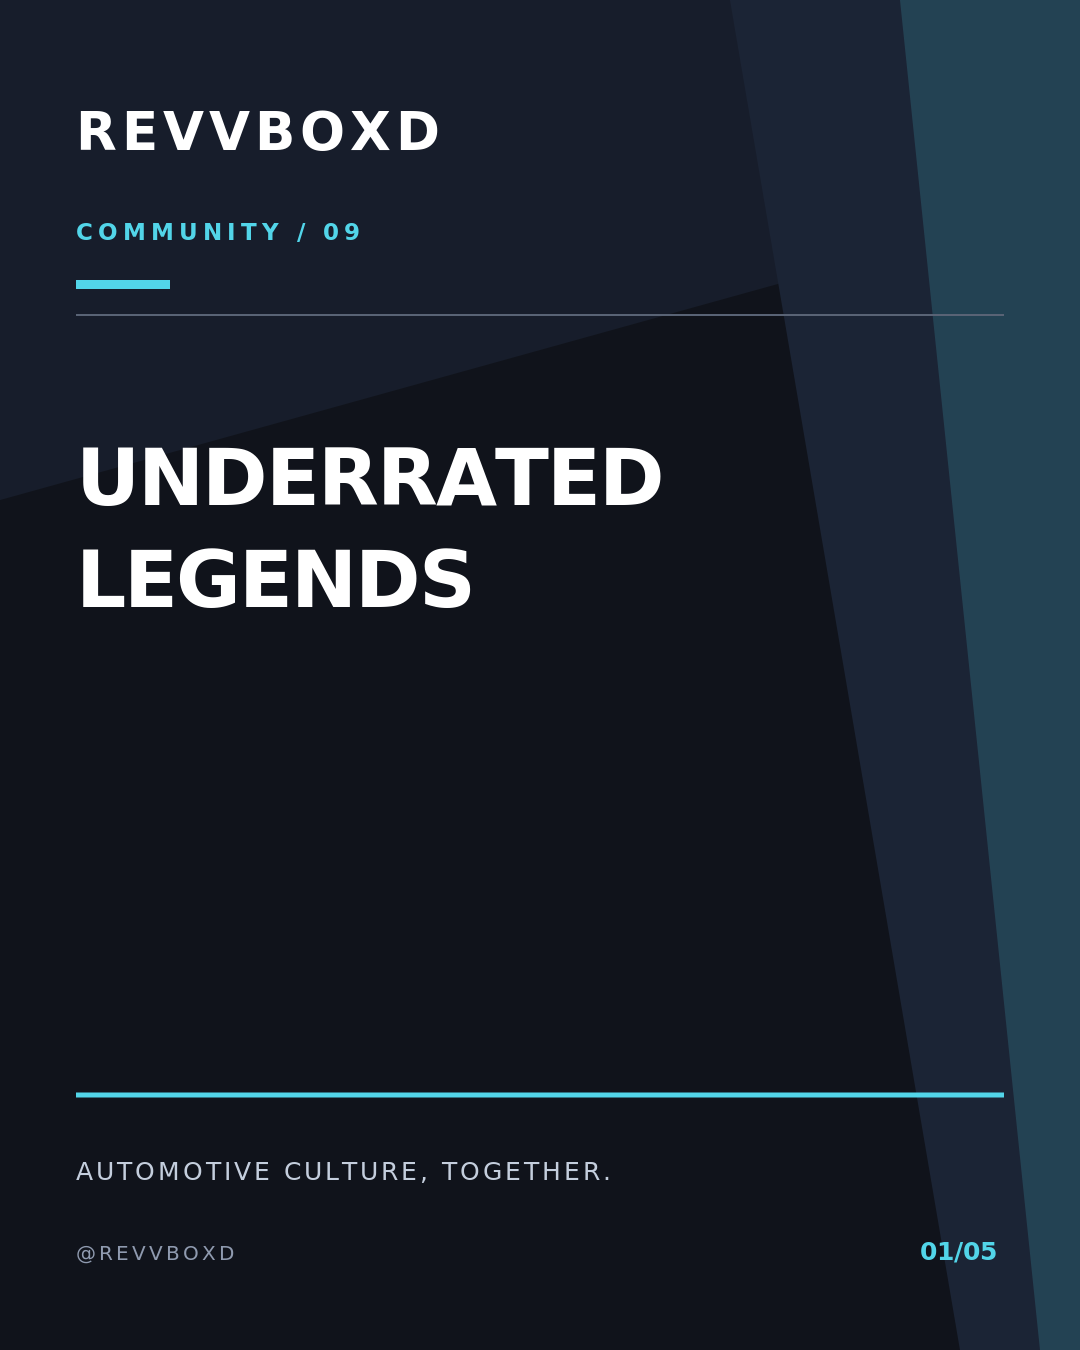 REVVBOXD
COMMUNITY / 09
UNDERRATED
LEGENDS
AUTOMOTIVE CULTURE, TOGETHER.
@REVVBOXD
01/05